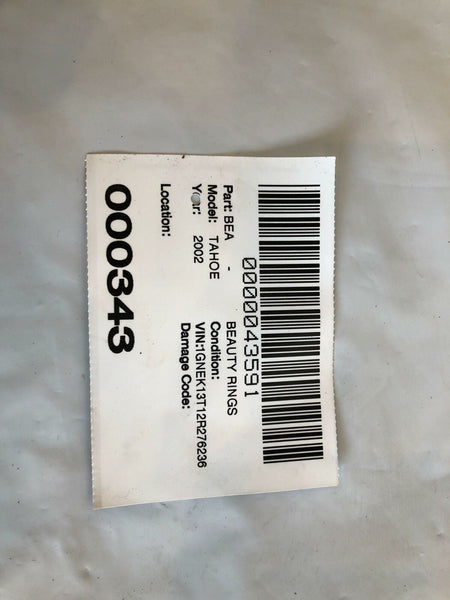 0000043591
Part: BEA - BEAUTY RINGS
Model: TAHOE Condition:
Year: 2002 VIN:1GNEK13T12R276236
Damage Code:
Location:
000343